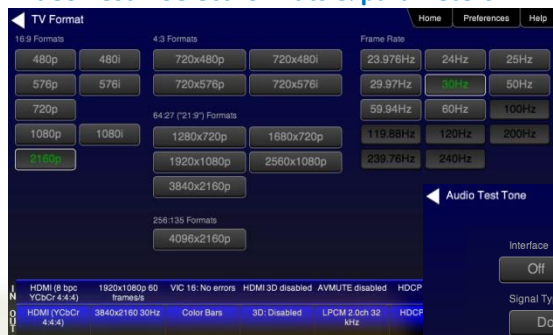 TV Format
Home Preferences Help
16:9 Formats 4:3 Formats Frame Rate
480p 480i 720x480p 720x480i 23.976Hz 24Hz 25Hz
576p 576i 720x576p 720x576i 29.97Hz 30Hz 50Hz
720p 59.94Hz 60Hz 100Hz
64:27 ("21:9") Formats
1080p 1080i 1280x720p 1680x720p 119.88Hz 120Hz 200Hz
2160p 1920x1080p 2560x1080p 239.76Hz 240Hz
3840x2160p
Audio Test Tone
256:135 Formats
4096x2160p
Interface
Off
Signal Ty
IN HDMI (8 bpc YCbCr 4:4:4) 1920x1080p 60 frames/s VIC 16: No errors HDMI 3D disabled AVMUTE disabled HDCP
OUT HDMI (YCbCr 4:4:4) 3840x2160 30Hz Color Bars 3D: Disabled LPCM 2.0ch 32 kHz HDCP